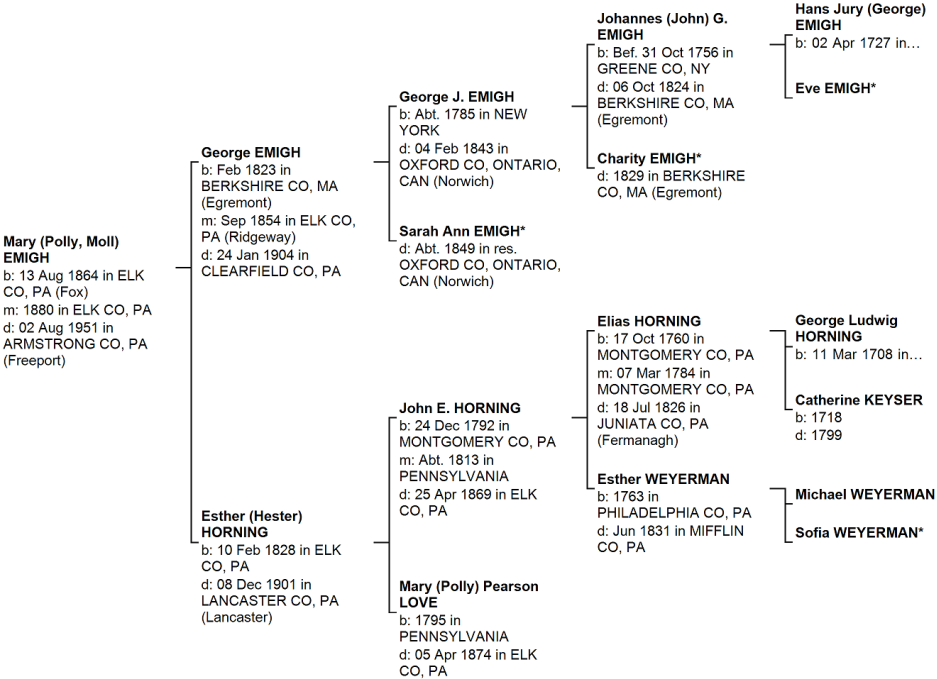 Mary (Polly, Moll)
EMIGH
b: 13 Aug 1864 in ELK
CO, PA (Fox)
m: 1880 in ELK CO, PA
d: 02 Aug 1951 in
ARMSTRONG CO, PA
(Freeport)
George EMIGH
b: Feb 1823 in
BERKSHIRE CO, MA
(Egremont)
m: Sep 1854 in ELK CO,
PA (Ridgeway)
d: 24 Jan 1904 in
CLEARFIELD CO, PA
Esther (Hester)
HORNING
b: 10 Feb 1828 in ELK
CO, PA
d: 08 Dec 1901 in
LANCASTER CO, PA
(Lancaster)
George J. EMIGH
b: Abt. 1785 in NEW
YORK
d: 04 Feb 1843 in
OXFORD CO, ONTARIO,
CAN (Norwich)
Sarah Ann EMIGH*
d: Abt. 1849 in res.
OXFORD CO, ONTARIO,
CAN (Norwich)
John E. HORNING
b: 24 Dec 1792 in
MONTGOMERY CO, PA
m: Abt. 1813 in
PENNSYLVANIA
d: 25 Apr 1869 in ELK
CO, PA
Mary (Polly) Pearson
LOVE
b: 1795 in
PENNSYLVANIA
d: 05 Apr 1874 in ELK
CO, PA
Johannes (John) G.
EMIGH
b: Bef. 31 Oct 1756 in
GREENE CO, NY
d: 06 Oct 1824 in
BERKSHIRE CO, MA
(Egremont)
Charity EMIGH*
d: 1829 in BERKSHIRE
CO, MA (Egremont)
Elias HORNING
b: 17 Oct 1760 in
MONTGOMERY CO, PA
m: 07 Mar 1784 in
MONTGOMERY CO, PA
d: 18 Jul 1826 in
JUNIATA CO, PA
(Fermanagh)
Esther WEYERMAN
b: 1763 in
PHILADELPHIA CO, PA
d: Jun 1831 in MIFFLIN
CO, PA
Hans Jury (George)
EMIGH
b: 02 Apr 1727 in…
Eve EMIGH*
George Ludwig
HORNING
b: 11 Mar 1708 in…
Catherine KEYSER
b: 1718
d: 1799
Michael WEYERMAN
Sofia WEYERMAN*